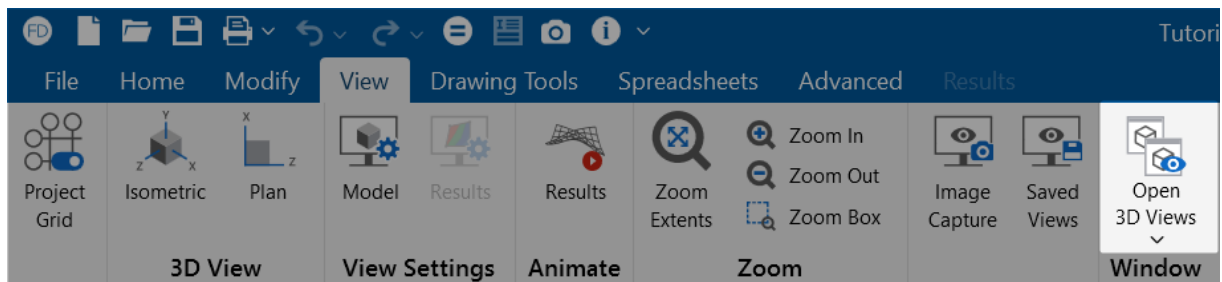 FD
Tutori
File Home Modify View Drawing Tools Spreadsheets Advanced Results
Y
X
Z
X
Z
Project
Grid
Isometric
Plan
Model
Results
Results
Zoom
Extents
Zoom In
Zoom Out
Zoom Box
Image
Capture
Saved
Views
Open
3D Views
3D View View Settings Animate Zoom Window